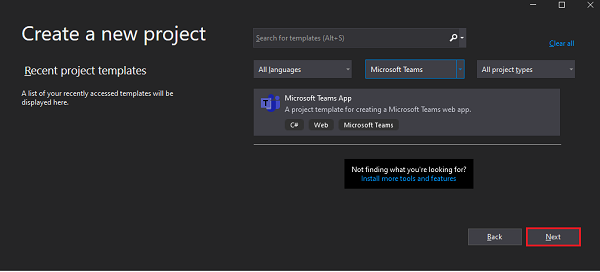 Create a new project
Search for templates (Alt+S)
Clear all
Recent project templates
All languages
Microsoft Teams
All project types
A list of your recently accessed templates will be
displayed here.
Microsoft Teams App
A project template for creating a Microsoft Teams web app.
C#
Web
Microsoft Teams
Not finding what you're looking for?
Install more tools and features
Back
Next